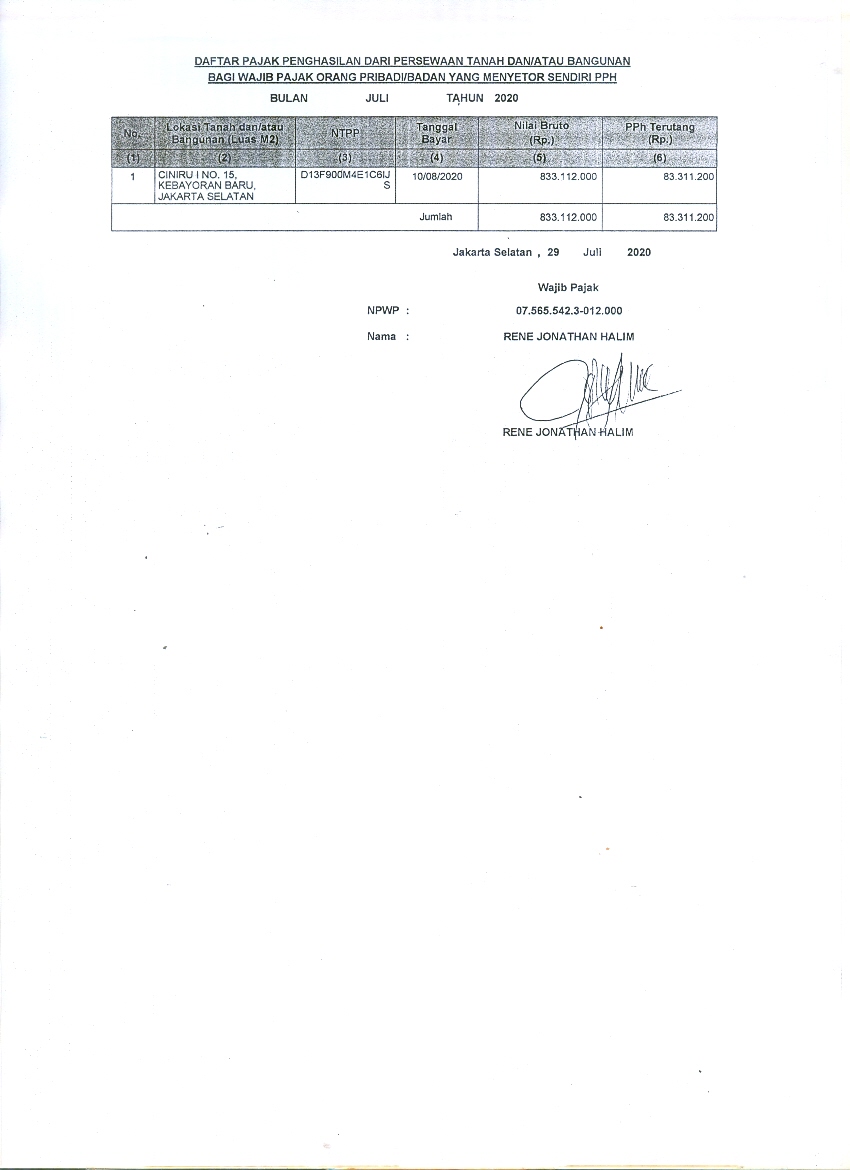 DAFTAR PAJAK PENGHASILAN DARI PERSEWAAN TANAH DAN/ATAU BANGUNAN
BAGI WAJIB PAJAK ORANG PRIBADI/BADAN YANG MENYETOR SENDIRI PPH
BULAN JULI TAHUN 2020
No. Lokasi Tanah dan/atau Bangunan (Luas M2) NTPP Tanggal Bayar Nilai Bruto (Rp.) PPh Terutang (Rp.)
(1) (2) (3) (4) (5) (6)
1 CINIRU I NO. 15, D13F900M4E1C6IJ 10/08/2020 833.112.000 83.311.200
KEBAYORAN BARU, S
JAKARTA SELATAN
Jumlah 833.112.000 83.311.200
Jakarta Selatan , 29 Juli 2020
Wajib Pajak
NPWP : 07.565.542.3-012.000
Nama : RENE JONATHAN HALIM
RENE JONATHAN HALIM